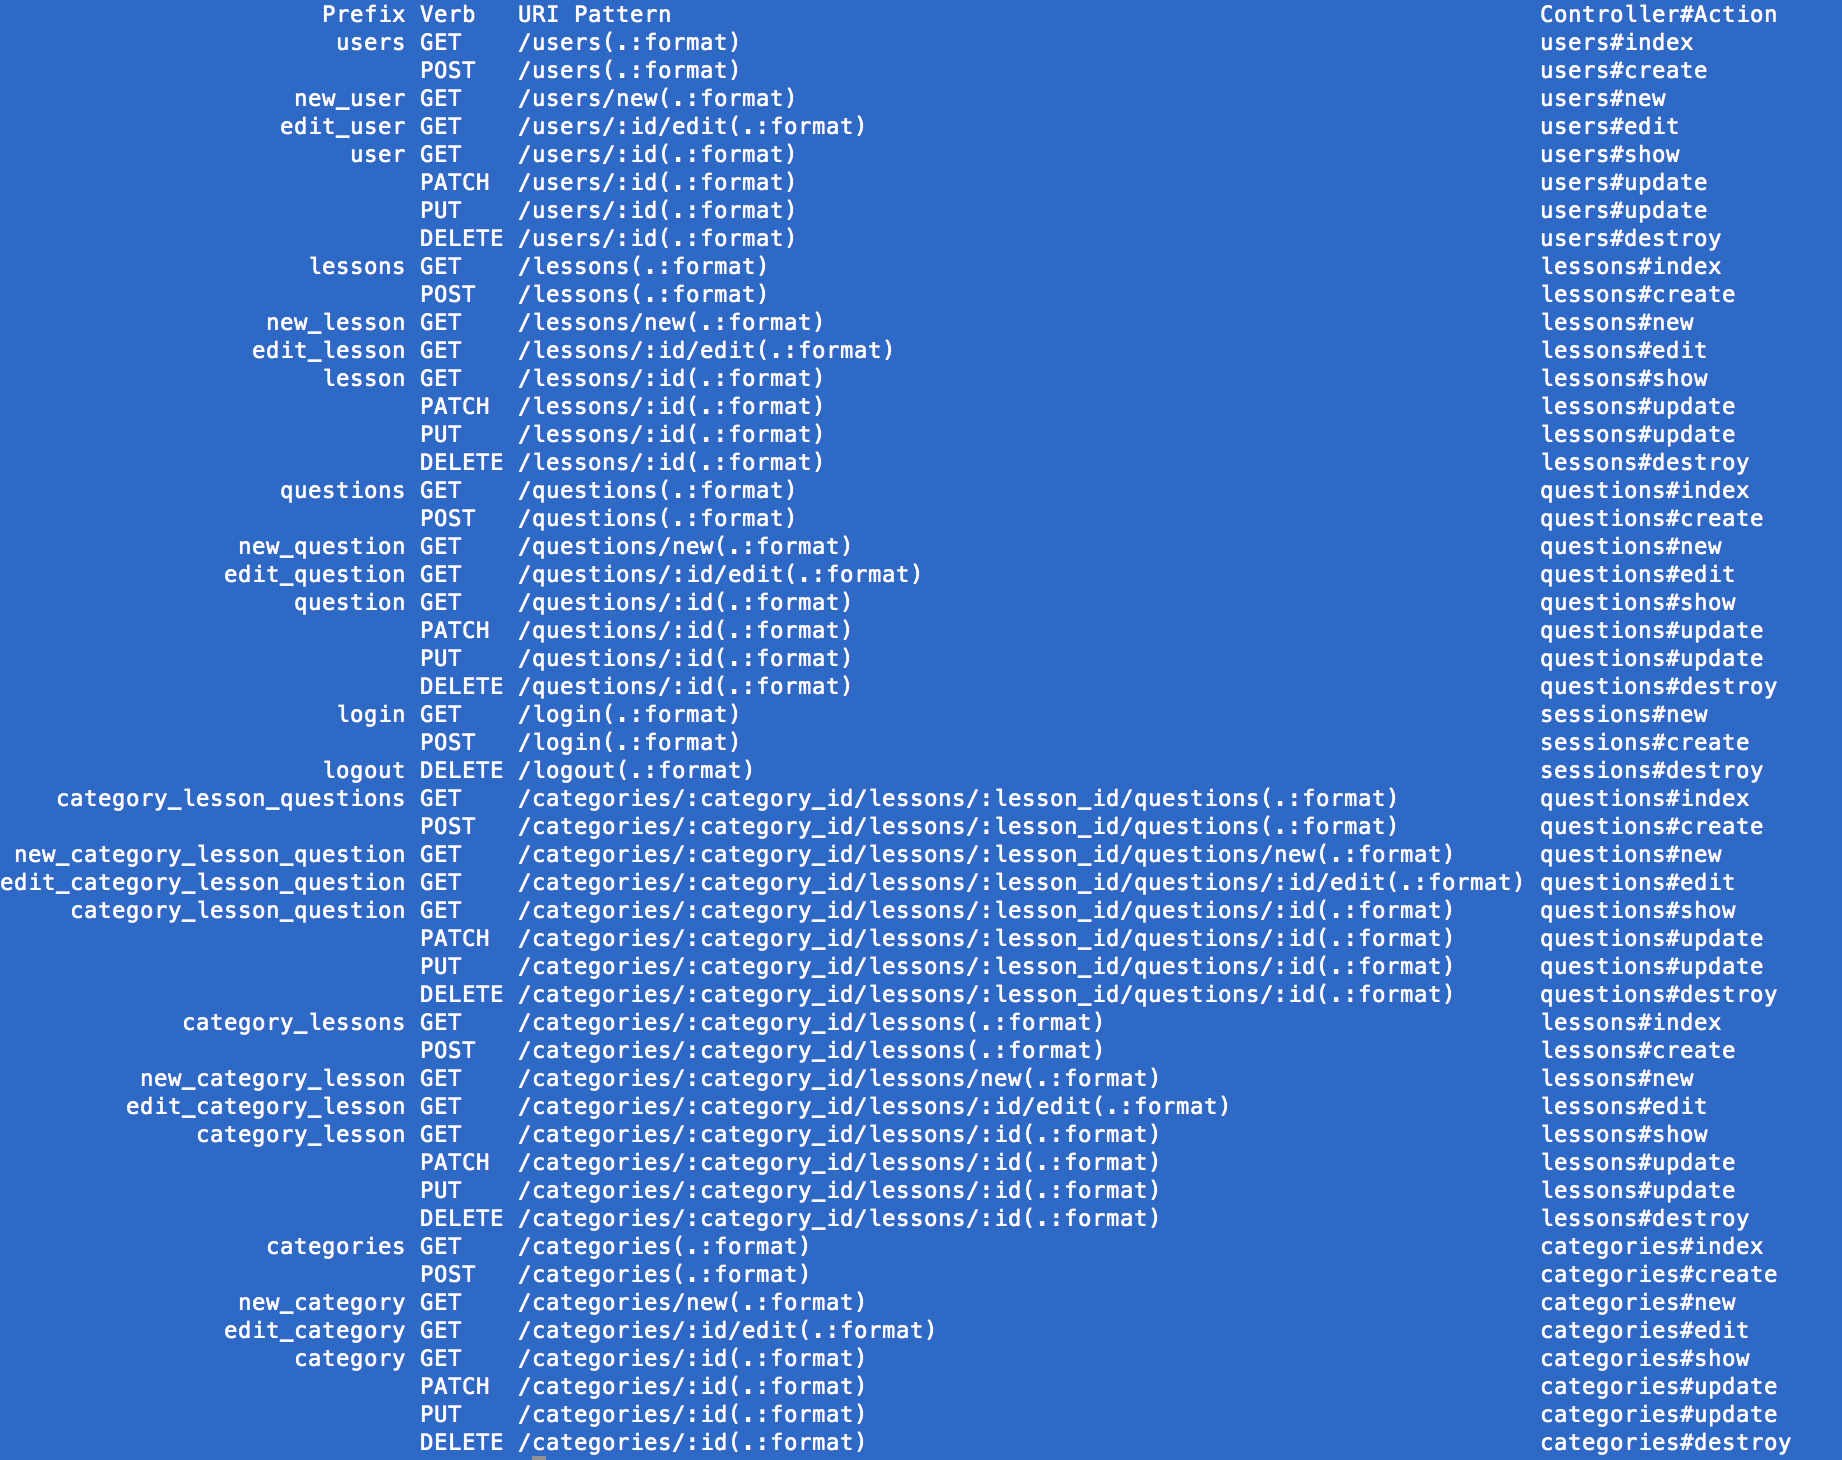 Prefix Verb URI Pattern Controller#Action
users GET /users(.:format) users#index
POST /users(.:format) users#create
new_user GET /users/new(.:format) users#new
edit_user GET /users/:id/edit(.:format) users#edit
user GET /users/:id(.:format) users#show
PATCH /users/:id(.:format) users#update
PUT /users/:id(.:format) users#update
DELETE /users/:id(.:format) users#destroy
lessons GET /lessons(.:format) lessons#index
POST /lessons(.:format) lessons#create
new_lesson GET /lessons/new(.:format) lessons#new
edit_lesson GET /lessons/:id/edit(.:format) lessons#edit
lesson GET /lessons/:id(.:format) lessons#show
PATCH /lessons/:id(.:format) lessons#update
PUT /lessons/:id(.:format) lessons#update
DELETE /lessons/:id(.:format) lessons#destroy
questions GET /questions(.:format) questions#index
POST /questions(.:format) questions#create
new_question GET /questions/new(.:format) questions#new
edit_question GET /questions/:id/edit(.:format) questions#edit
question GET /questions/:id(.:format) questions#show
PATCH /questions/:id(.:format) questions#update
PUT /questions/:id(.:format) questions#update
DELETE /questions/:id(.:format) questions#destroy
login GET /login(.:format) sessions#new
POST /login(.:format) sessions#create
logout DELETE /logout(.:format) sessions#destroy
category_lesson_questions GET /categories/:category_id/lessons/:lesson_id/questions(.:format) questions#index
POST /categories/:category_id/lessons/:lesson_id/questions(.:format) questions#create
new_category_lesson_question GET /categories/:category_id/lessons/:lesson_id/questions/new(.:format) questions#new
edit_category_lesson_question GET /categories/:category_id/lessons/:lesson_id/questions/:id/edit(.:format) questions#edit
category_lesson_question GET /categories/:category_id/lessons/:lesson_id/questions/:id(.:format) questions#show
PATCH /categories/:category_id/lessons/:lesson_id/questions/:id(.:format) questions#update
PUT /categories/:category_id/lessons/:lesson_id/questions/:id(.:format) questions#update
DELETE /categories/:category_id/lessons/:lesson_id/questions/:id(.:format) questions#destroy
category_lessons GET /categories/:category_id/lessons(.:format) lessons#index
POST /categories/:category_id/lessons(.:format) lessons#create
new_category_lesson GET /categories/:category_id/lessons/new(.:format) lessons#new
edit_category_lesson GET /categories/:category_id/lessons/:id/edit(.:format) lessons#edit
category_lesson GET /categories/:category_id/lessons/:id(.:format) lessons#show
PATCH /categories/:category_id/lessons/:id(.:format) lessons#update
PUT /categories/:category_id/lessons/:id(.:format) lessons#update
DELETE /categories/:category_id/lessons/:id(.:format) lessons#destroy
categories GET /categories(.:format) categories#index
POST /categories(.:format) categories#create
new_category GET /categories/new(.:format) categories#new
edit_category GET /categories/:id/edit(.:format) categories#edit
category GET /categories/:id(.:format) categories#show
PATCH /categories/:id(.:format) categories#update
PUT /categories/:id(.:format) categories#update
DELETE /categories/:id(.:format) categories#destroy